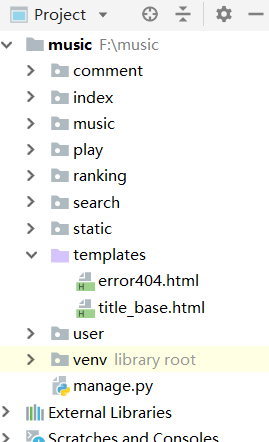 Project
music F:\music
comment
index
music
play
ranking
search
static
templates
error404.html
title_base.html
user
venv library root
manage.py
External Libraries
Scratches and Consoles